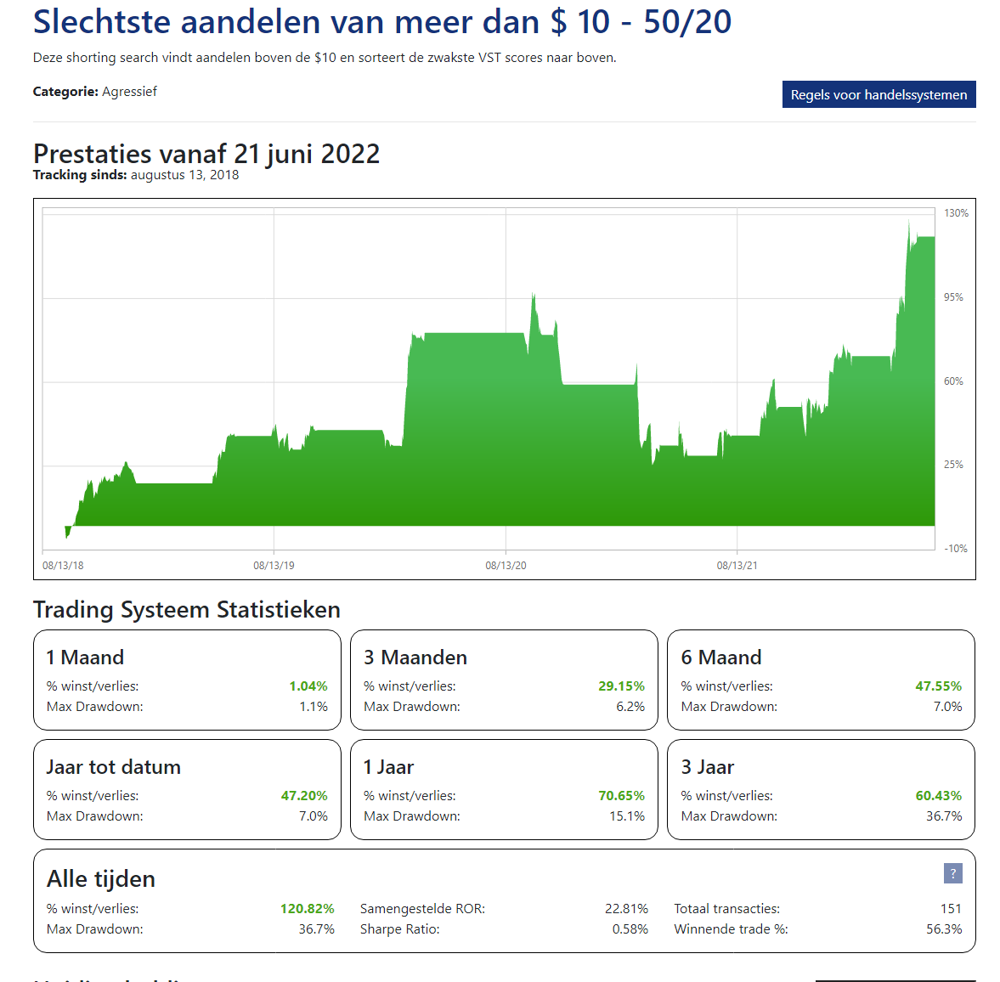 Slechtste aandelen van meer dan $ 10 - 50/20
Deze shorting search vindt aandelen boven de $10 en sorteert de zwakste VST scores naar boven.
Categorie: Agressief
Regels voor handelssystemen
Prestaties vanaf 21 juni 2022
Tracking sinds: augustus 13, 2018
130%
95%
60%
25%
-10%
08/13/18 08/13/19 08/13/20 08/13/21
Trading Systeem Statistieken
1 Maand
% winst/verlies: 1.04%
Max Drawdown: 1.1%
3 Maanden
% winst/verlies: 29.15%
Max Drawdown: 6.2%
6 Maand
% winst/verlies: 47.55%
Max Drawdown: 7.0%
Jaar tot datum
% winst/verlies: 47.20%
Max Drawdown: 7.0%
1 Jaar
% winst/verlies: 70.65%
Max Drawdown: 15.1%
3 Jaar
% winst/verlies: 60.43%
Max Drawdown: 36.7%
Alle tijden
?
% winst/verlies: 120.82% Samengestelde ROR: 22.81% Totaal transacties: 151
Max Drawdown: 36.7% Sharpe Ratio: 0.58% Winnende trade %: 56.3%